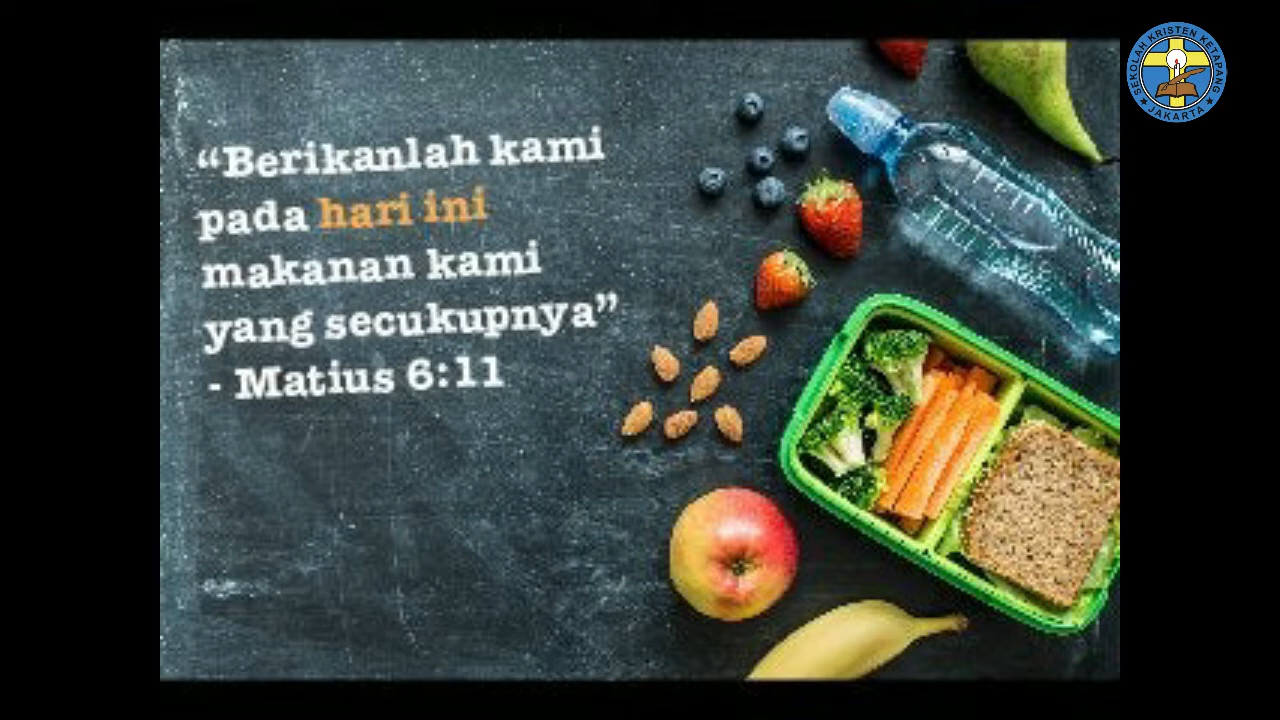 “Berikanlah kami
pada hari ini
makanan kami
yang secukupnya”
- Matius 6:11
SEKOLAH KRISTEN KETAPANG
★ JAKARTA ★